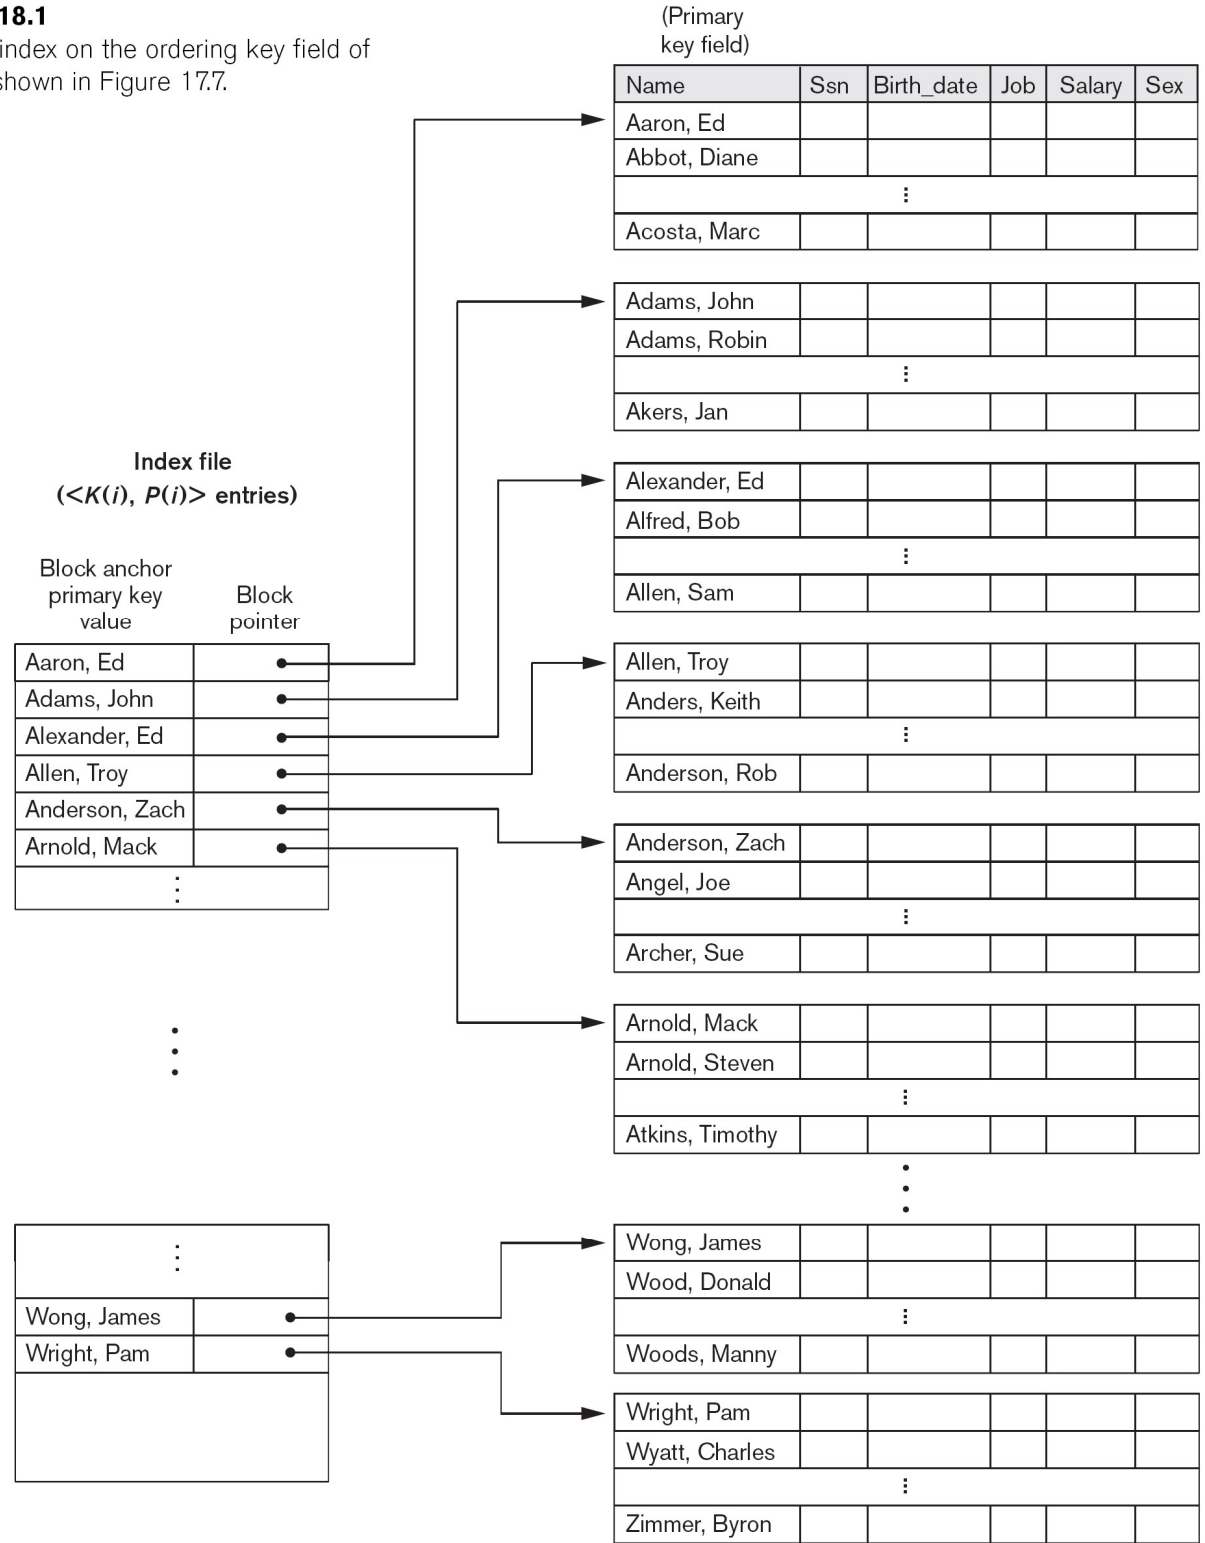 18.1
index on the ordering key field of
shown in Figure 17.7.
(Primary
key field)
Name Ssn Birth_date Job Salary Sex
Aaron, Ed
Abbot, Diane
Acosta, Marc
Adams, John
Adams, Robin
Akers, Jan
Alexander, Ed
Alfred, Bob
Allen, Sam
Allen, Troy
Anders, Keith
Anderson, Rob
Anderson, Zach
Angel, Joe
Archer, Sue
Arnold, Mack
Arnold, Steven
Atkins, Timothy
Wong, James
Wood, Donald
Woods, Manny
Wright, Pam
Wyatt, Charles
Zimmer, Byron
Index file
(<K(i), P(i)> entries)
Block anchor
primary key
value
Block
pointer
Aaron, Ed
Adams, John
Alexander, Ed
Allen, Troy
Anderson, Zach
Arnold, Mack
Wong, James
Wright, Pam